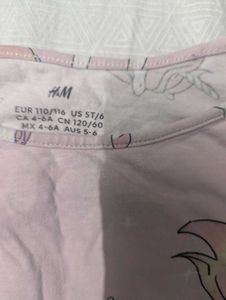 H&M
EUR 110/116 US 5T/6
CA 4-6A CN 120/60
MX 4-6A AUS 5-6